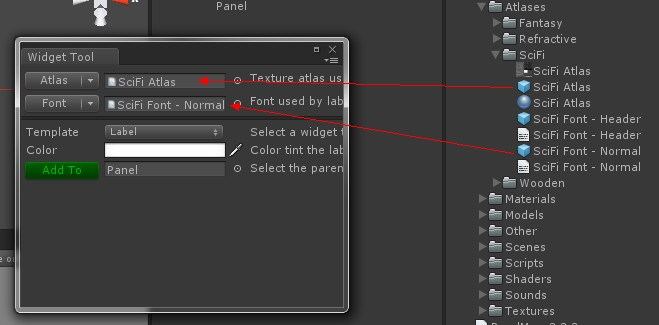 Panel
Widget Tool
Atlas
SciFi Atlas
Texture atlas us
Font
SciFi Font - Normal
Font used by lab
Template
Label
Select a widget t
Color
Color tint the lab
Add To
Panel
Select the paren
Atlases
Fantasy
Refractive
SciFi
SciFi Atlas
SciFi Atlas
SciFi Atlas
SciFi Font - Header
SciFi Font - Header
SciFi Font - Normal
SciFi Font - Normal
Wooden
Materials
Models
Other
Scenes
Scripts
Shaders
Sounds
Textures